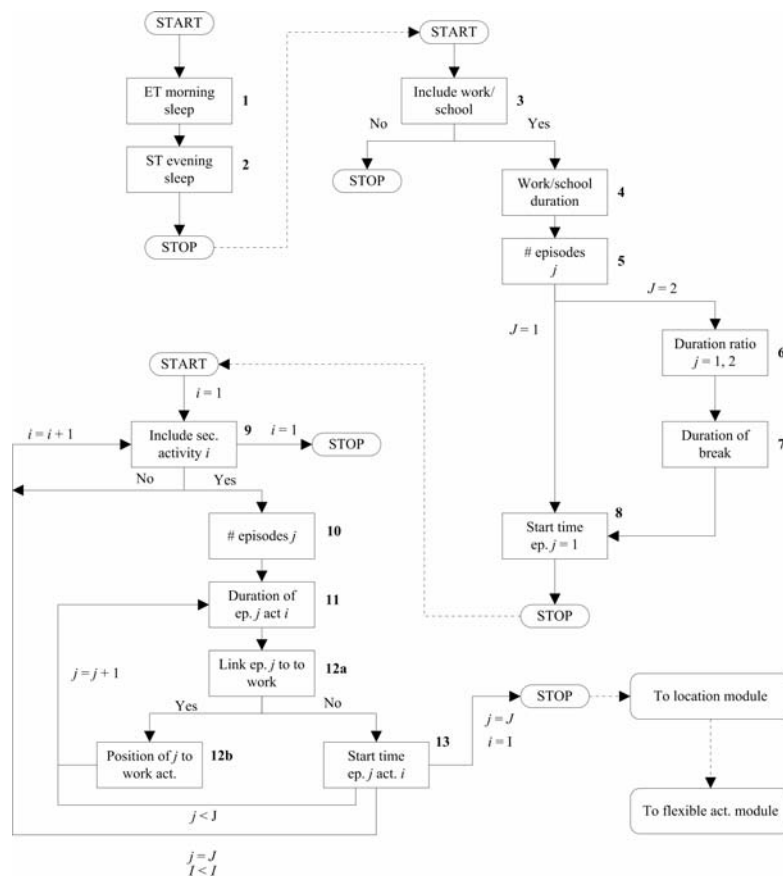 START
ET morning
sleep
1
ST evening
sleep
2
STOP
START
Include work/
school
3
No
Yes
STOP
Work/school
duration
4
# episodes
j
5
J = 2
J = 1
Duration ratio
j = 1, 2
6
Duration of
break
7
8
Start time
ep. j = 1
STOP
START
i = 1
i = i + 1
Include sec.
activity i
9
i = 1
STOP
No
Yes
# episodes j
10
Duration of
ep. j act i
11
j = j + 1
Link ep. j to to
work
12a
Yes
No
Position of j to
work act.
12b
Start time
ep. j act. i
13
j < J
j = J
I < I
j = J
i = I
STOP
To location module
To flexible act. module